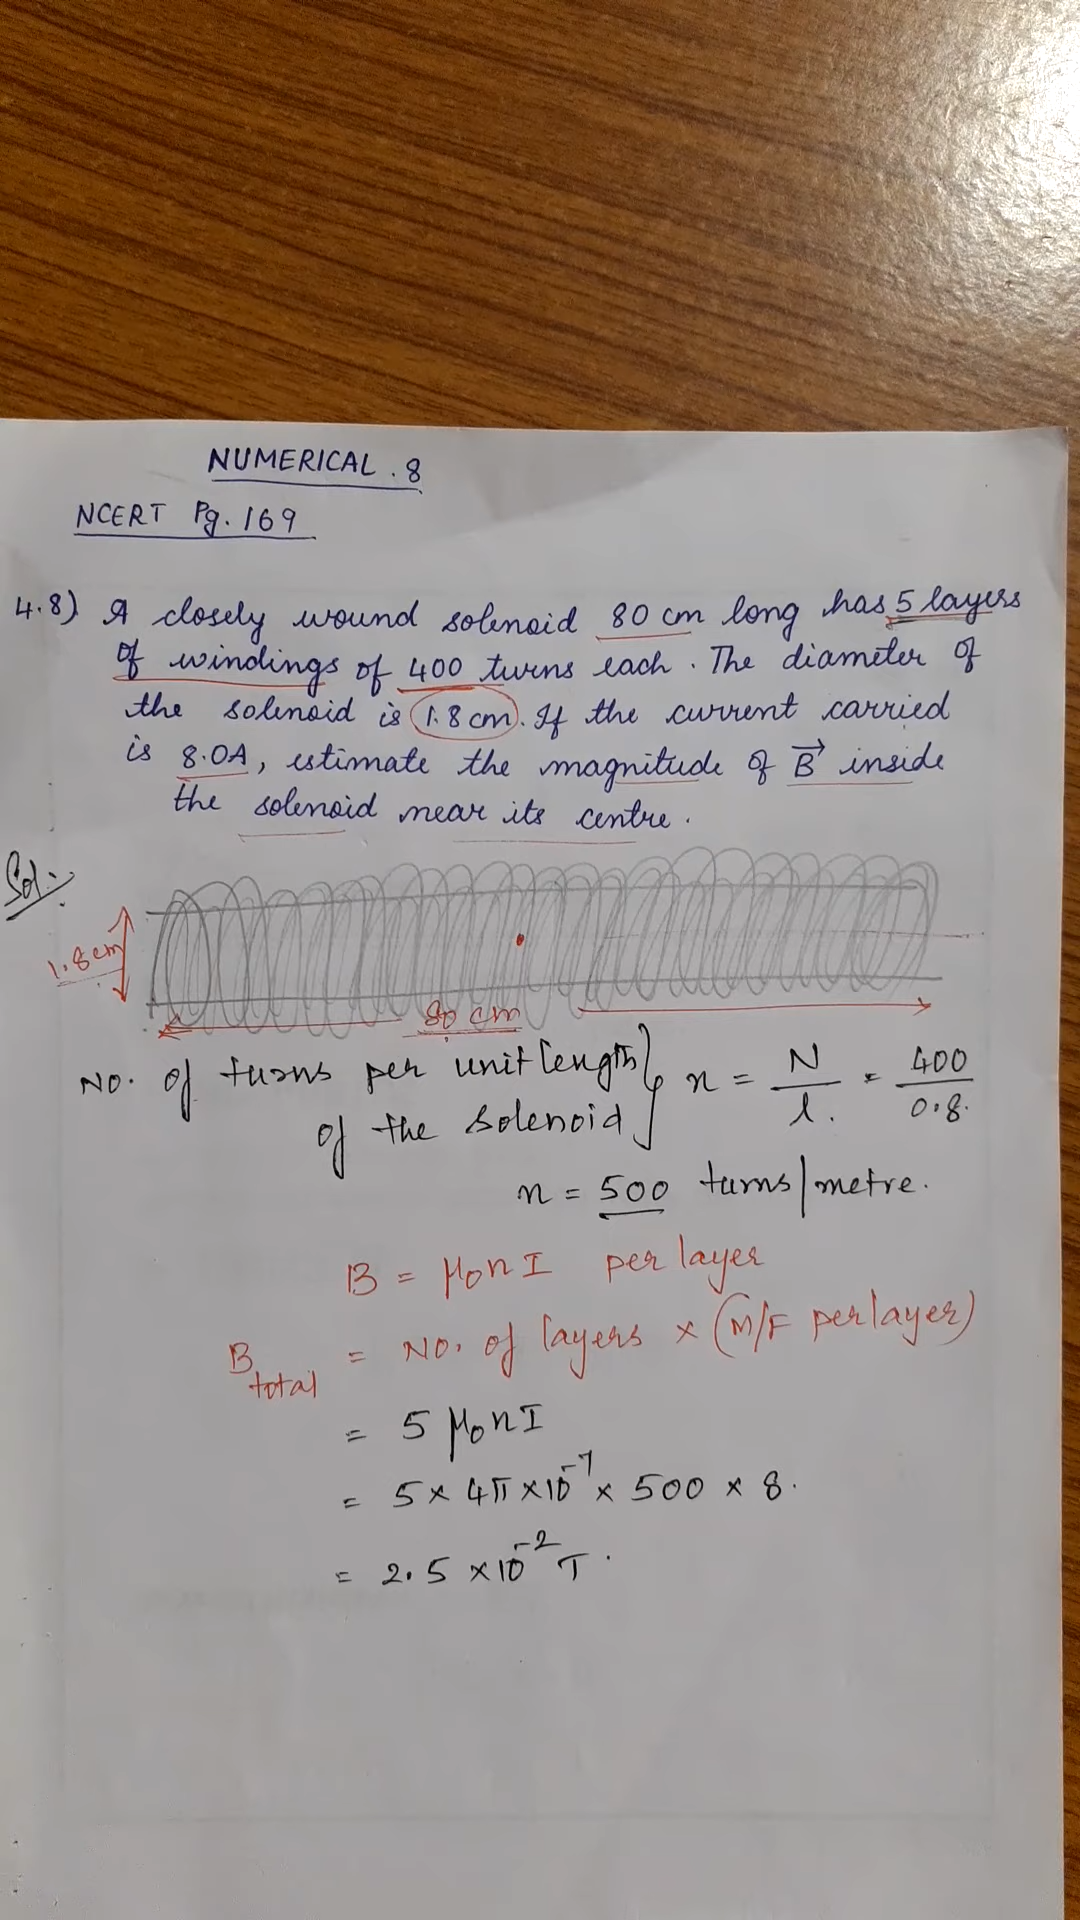 NUMERICAL . 8
NCERT Pg. 169
4.8) A closely wound solenoid 80 cm long has 5 layers
of windings of 400 turns each. The diameter of
the solenoid is 1.8 cm. If the current carried
is 8.0A, estimate the magnitude of B⃗ inside
the solenoid near its centre.
Sol:-
1.8cm
80 cm
No. of turns per unit length } n = N/l. = 400/0.8.
of the solenoid
n = 500 turns/metre.
B = μ₀nI per layer
B total = No. of layers × (M/F per layer)
= 5 μ₀nI
= 5 × 4π × 10⁻⁷ × 500 × 8.
= 2.5 × 10⁻² T.